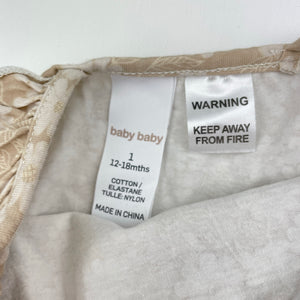 baby baby
1
12-18mths
COTTON /
ELASTANE
TULLE: NYLON
MADE IN CHINA
WARNING
KEEP AWAY
FROM FIRE